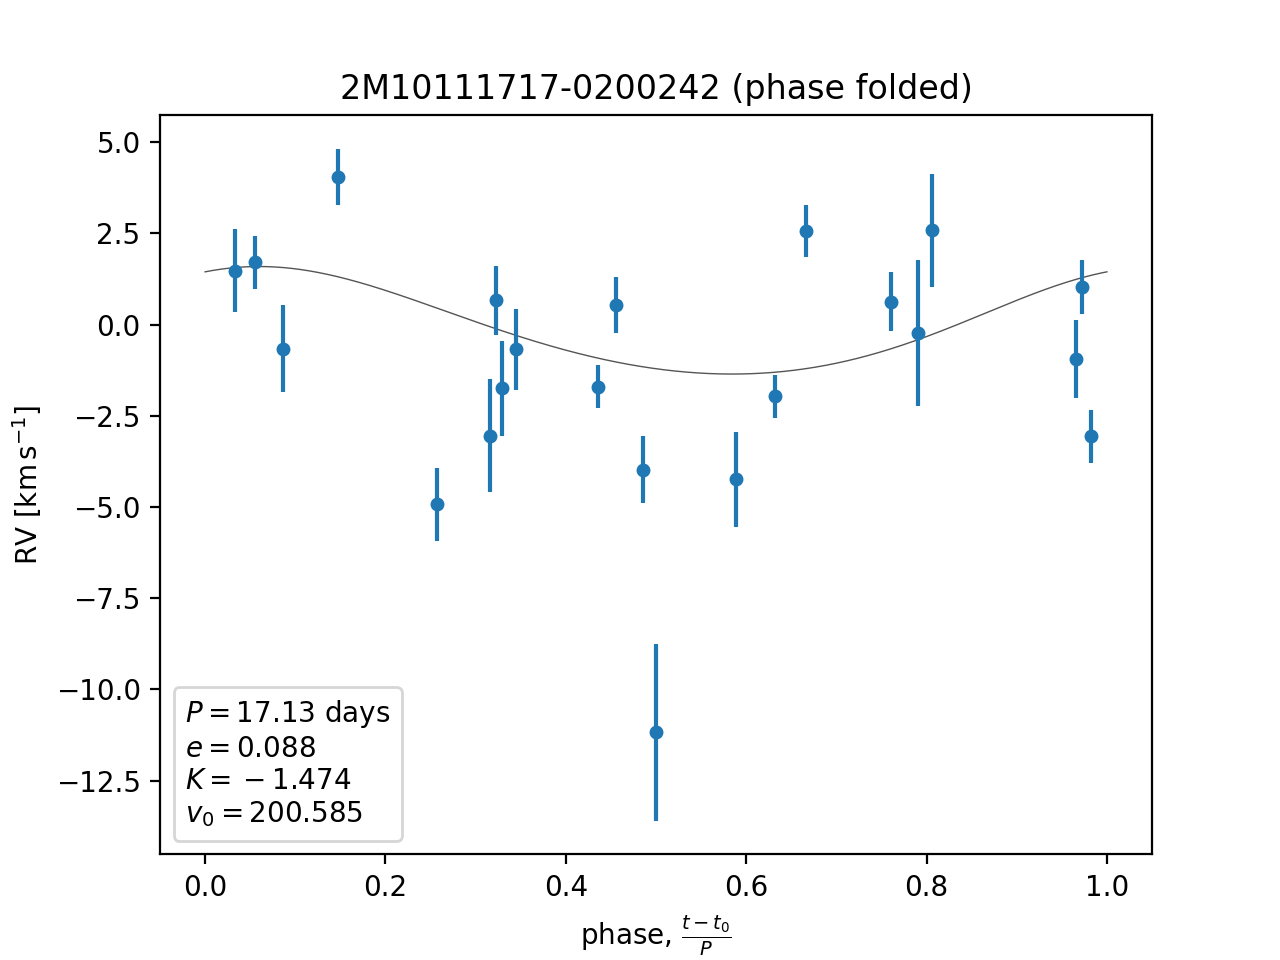 2M10111717-0200242 (phase folded)
RV [km s⁻¹]
5.0
2.5
0.0
−2.5
−5.0
−7.5
−10.0
−12.5
P = 17.13 days
e = 0.088
K = −1.474
v₀ = 200.585
0.0 0.2 0.4 0.6 0.8 1.0
phase, (t − t₀)/P